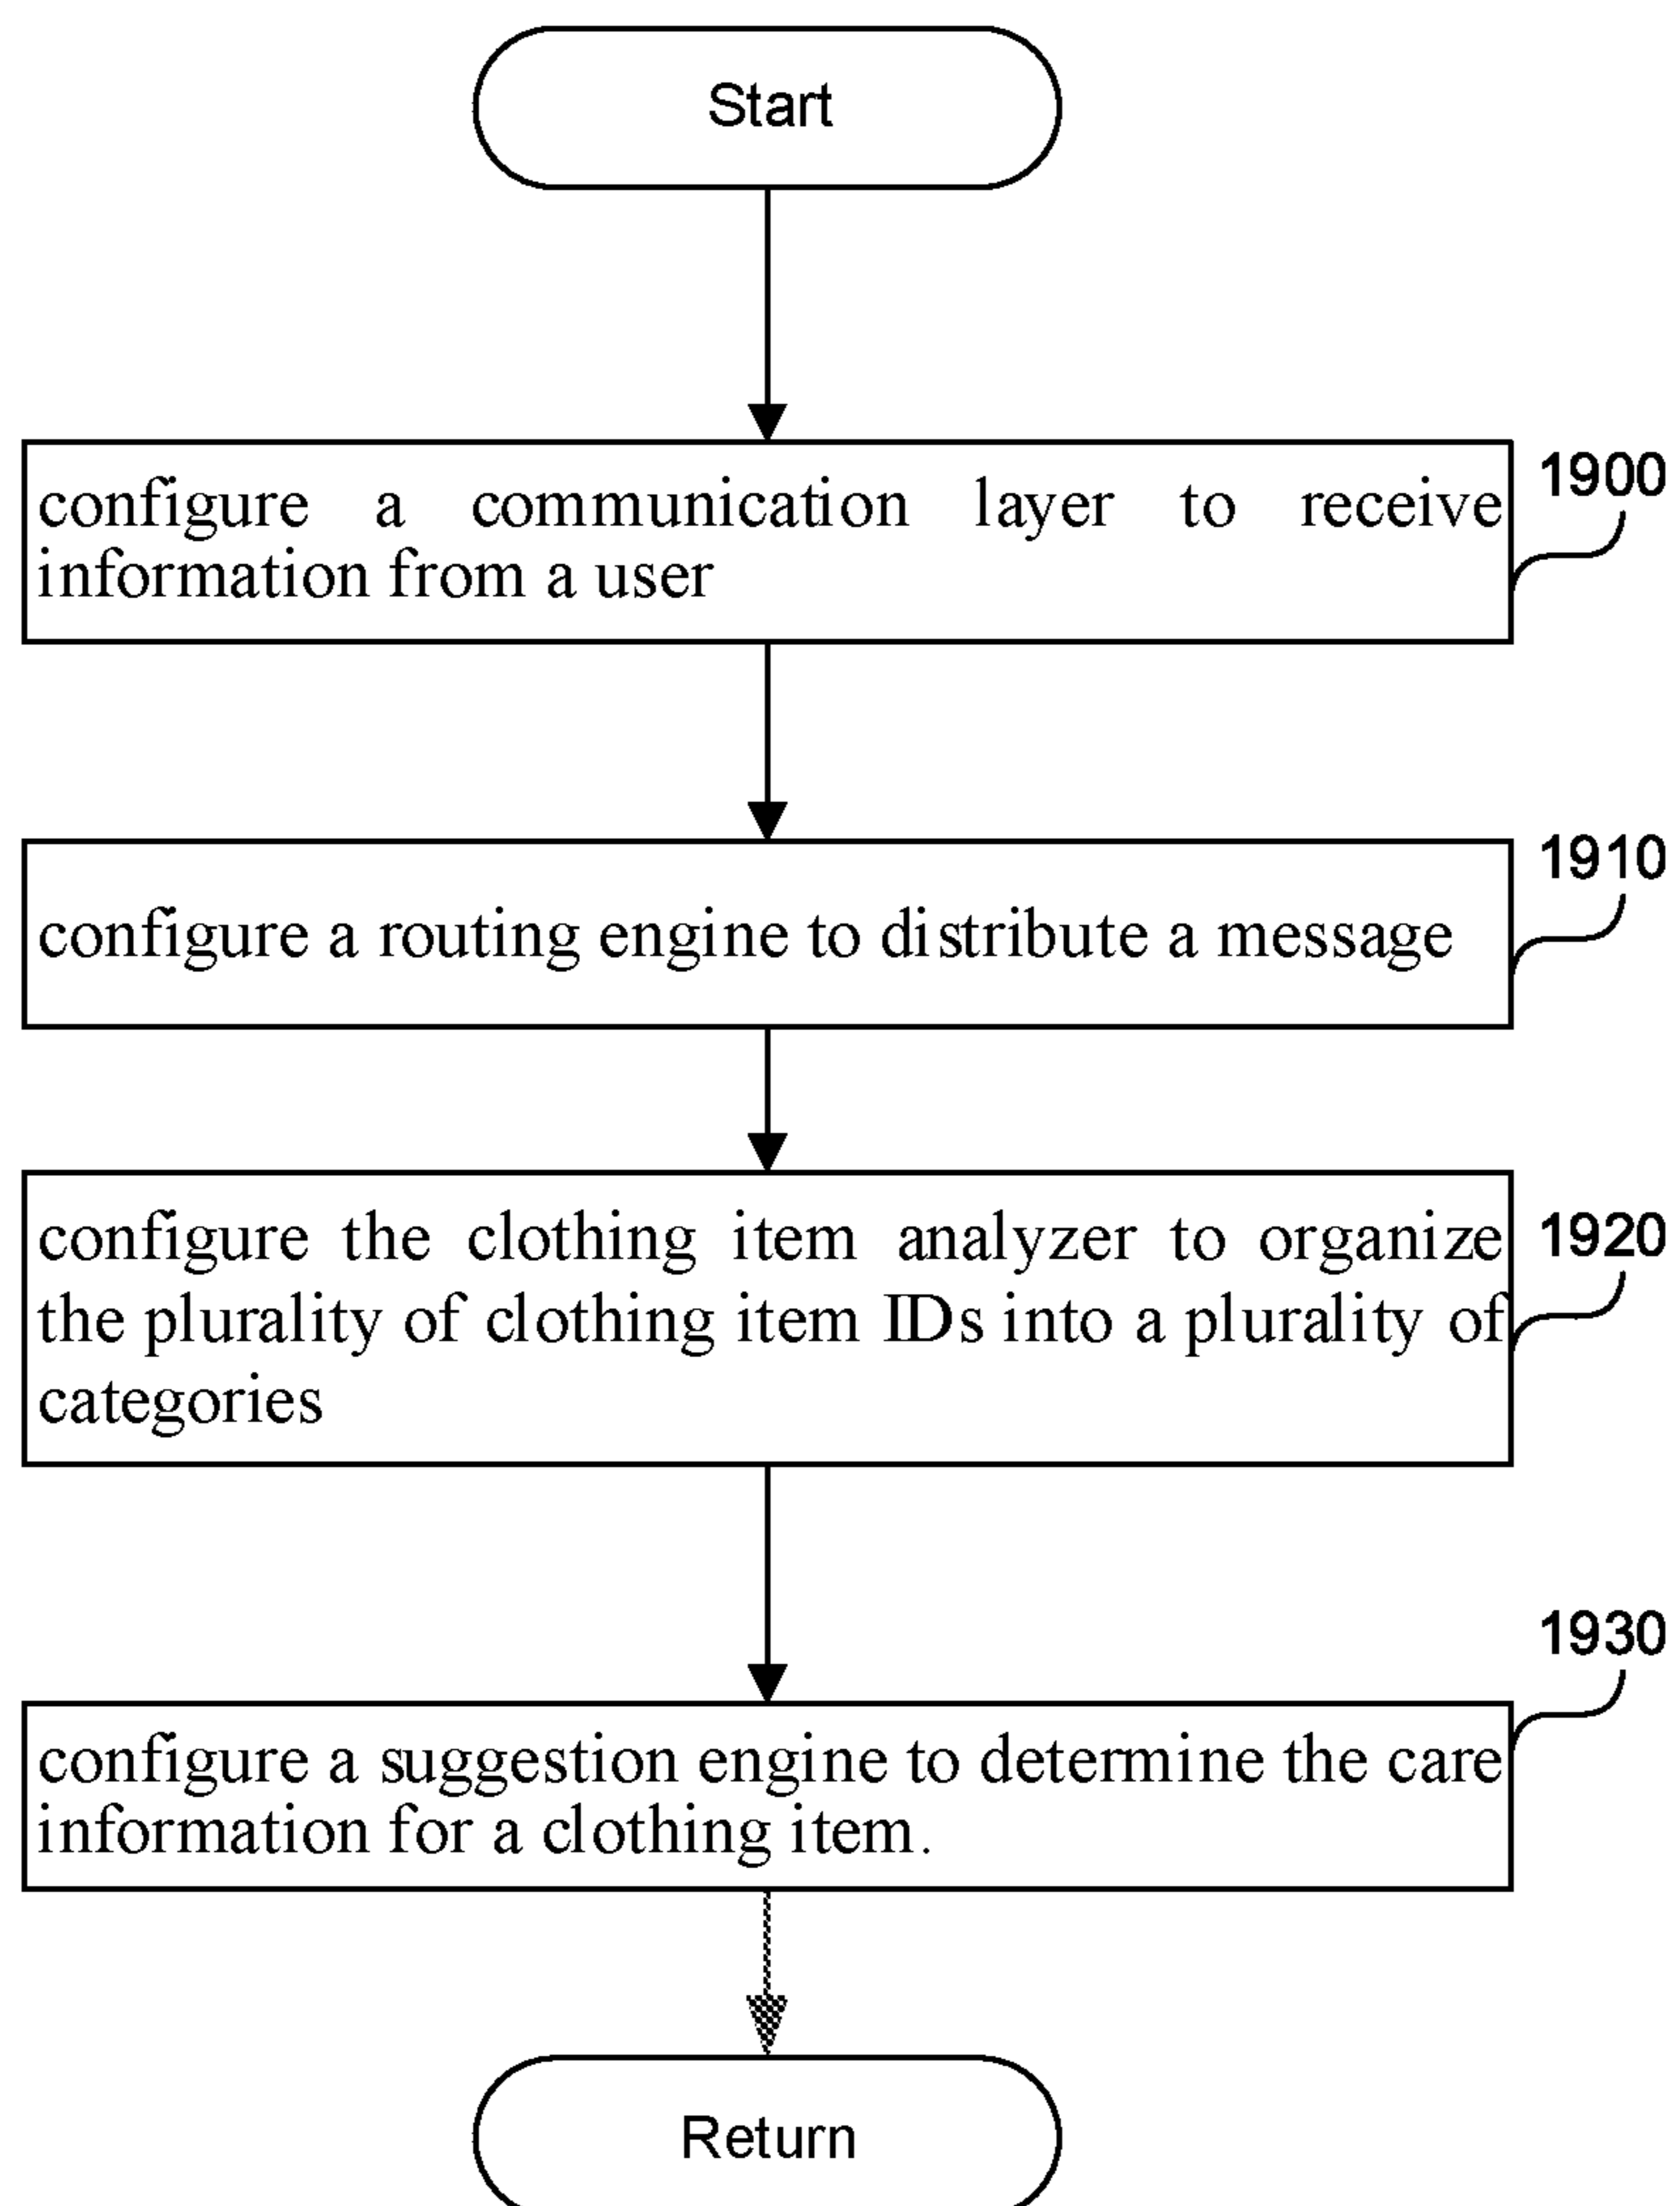 Start
configure a communication layer to receive
information from a user
1900
configure a routing engine to distribute a message
1910
configure the clothing item analyzer to organize
the plurality of clothing item IDs into a plurality of
categories
1920
configure a suggestion engine to determine the care
information for a clothing item.
1930
Return